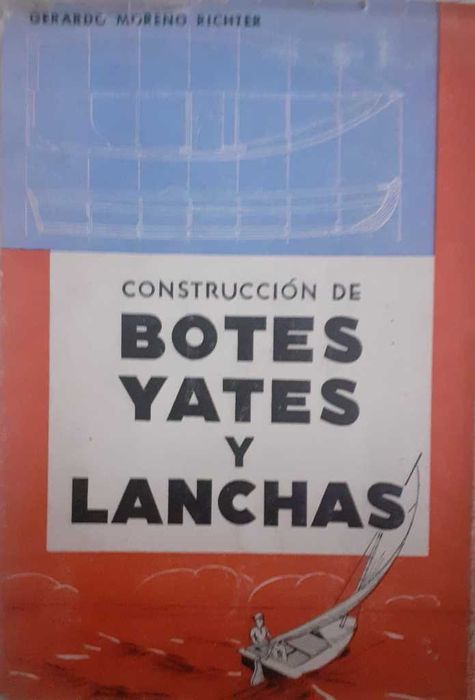 GERARDO MORENO RICHTER
CONSTRUCCIÓN DE
BOTES
YATES
Y
LANCHAS